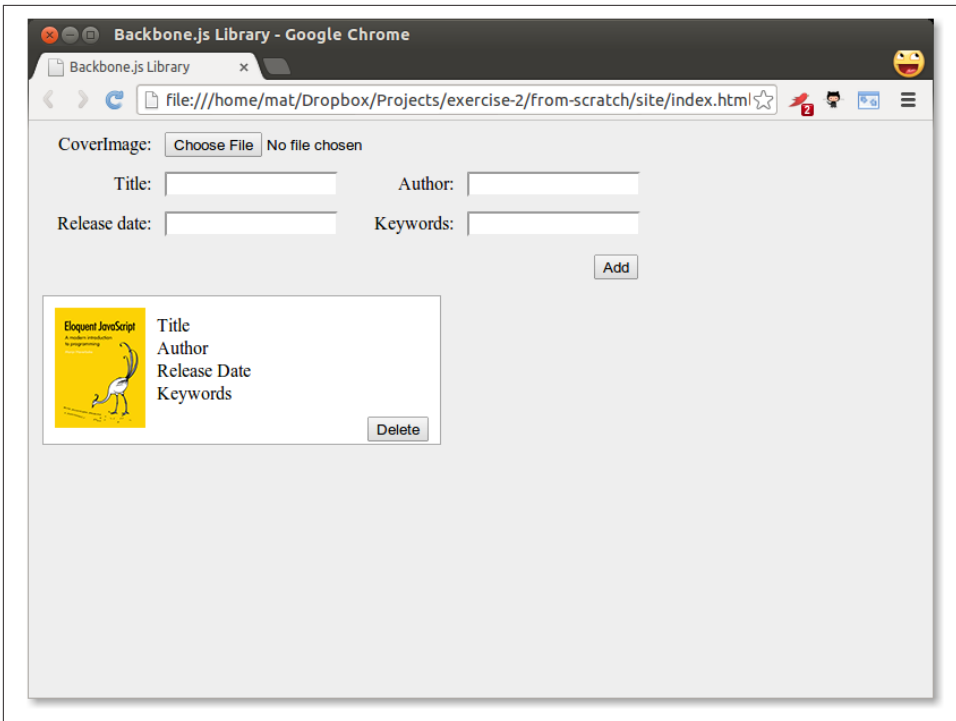 Backbone.js Library - Google Chrome
Backbone.js Library
file:///home/mat/Dropbox/Projects/exercise-2/from-scratch/site/index.html
2
CoverImage: Choose File No file chosen
Title: Author:
Release date: Keywords:
Add
Eloquent JavaScript
A modern introduction
to programming
Title
Author
Release Date
Keywords
Delete